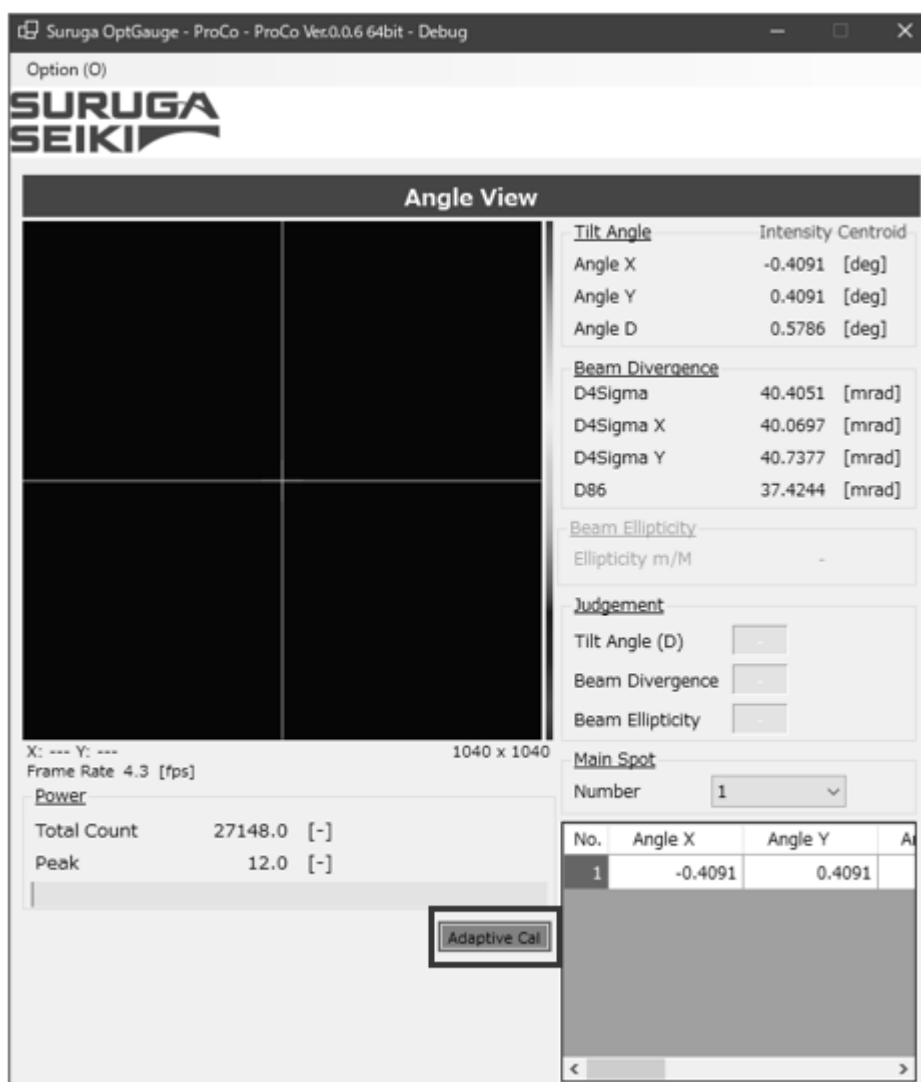 Suruga OptGauge - ProCo - ProCo Ver.0.0.6 64bit - Debug
Option (O)
SURUGA
SEIKI
Angle View
Tilt Angle Intensity Centroid
Angle X -0.4091 [deg]
Angle Y 0.4091 [deg]
Angle D 0.5786 [deg]
Beam Divergence
D4Sigma 40.4051 [mrad]
D4Sigma X 40.0697 [mrad]
D4Sigma Y 40.7377 [mrad]
D86 37.4244 [mrad]
Beam Ellipticity
Ellipticity m/M -
Judgement
Tilt Angle (D) -
Beam Divergence -
Beam Ellipticity -
X: --- Y: --- 1040 x 1040
Frame Rate 4.3 [fps]
Main Spot
Number 1
Power
Total Count 27148.0 [-]
Peak 12.0 [-]
Adaptive Cal
No. Angle X Angle Y
1 -0.4091 0.4091